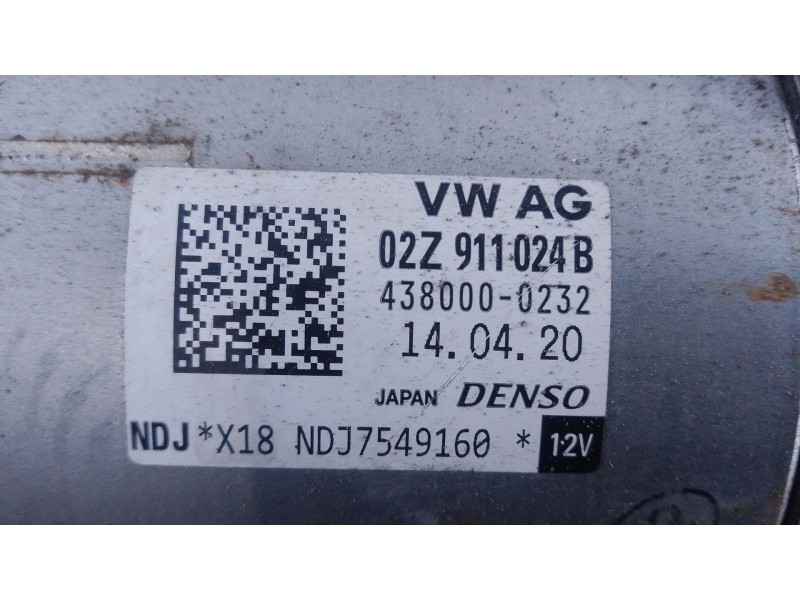 VW AG
02Z 911 024 B
438000-0232
14.04.20
JAPAN DENSO
NDJ *X18 NDJ7549160 * 12V